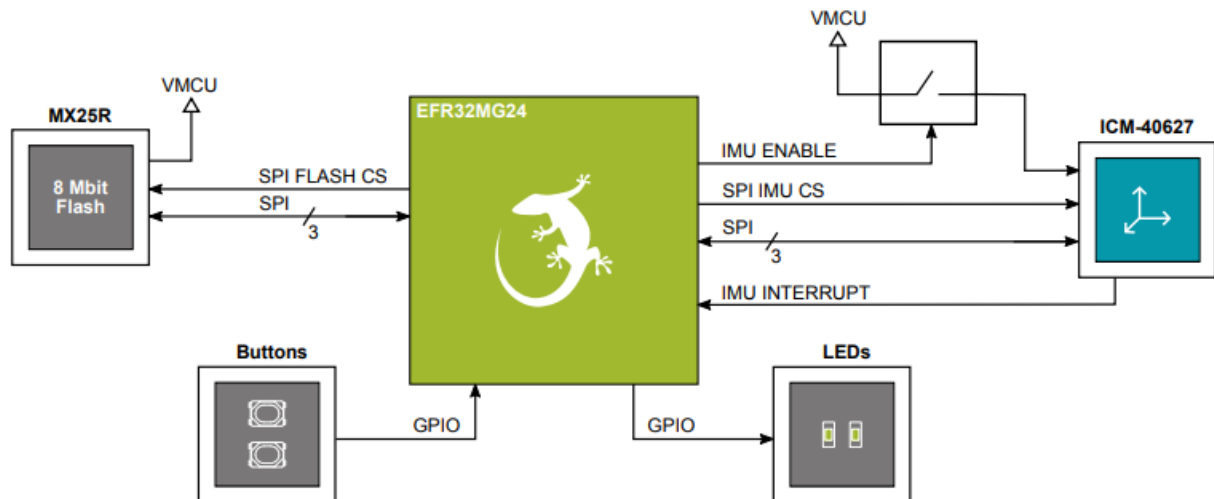 VMCU
VMCU
MX25R
EFR32MG24
ICM-40627
IMU ENABLE
8 Mbit
Flash
SPI FLASH CS
SPI IMU CS
SPI
3
SPI
3
IMU INTERRUPT
Buttons
LEDs
GPIO
GPIO